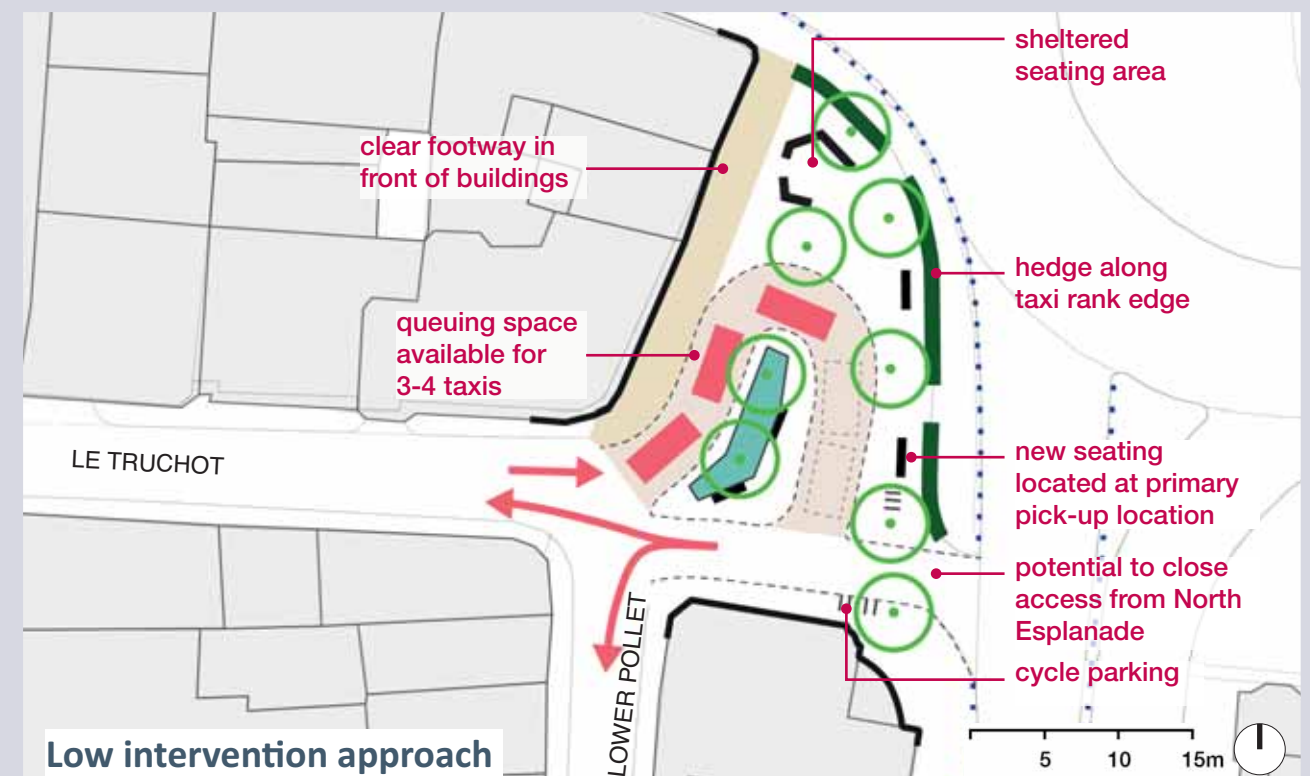 sheltered
seating area
clear footway in
front of buildings
hedge along
taxi rank edge
queuing space
available for
3-4 taxis
LE TRUCHOT
new seating
located at primary
pick-up location
potential to close
access from North
Esplanade
cycle parking
LOWER POLLET
Low intervention approach
5 10 15m